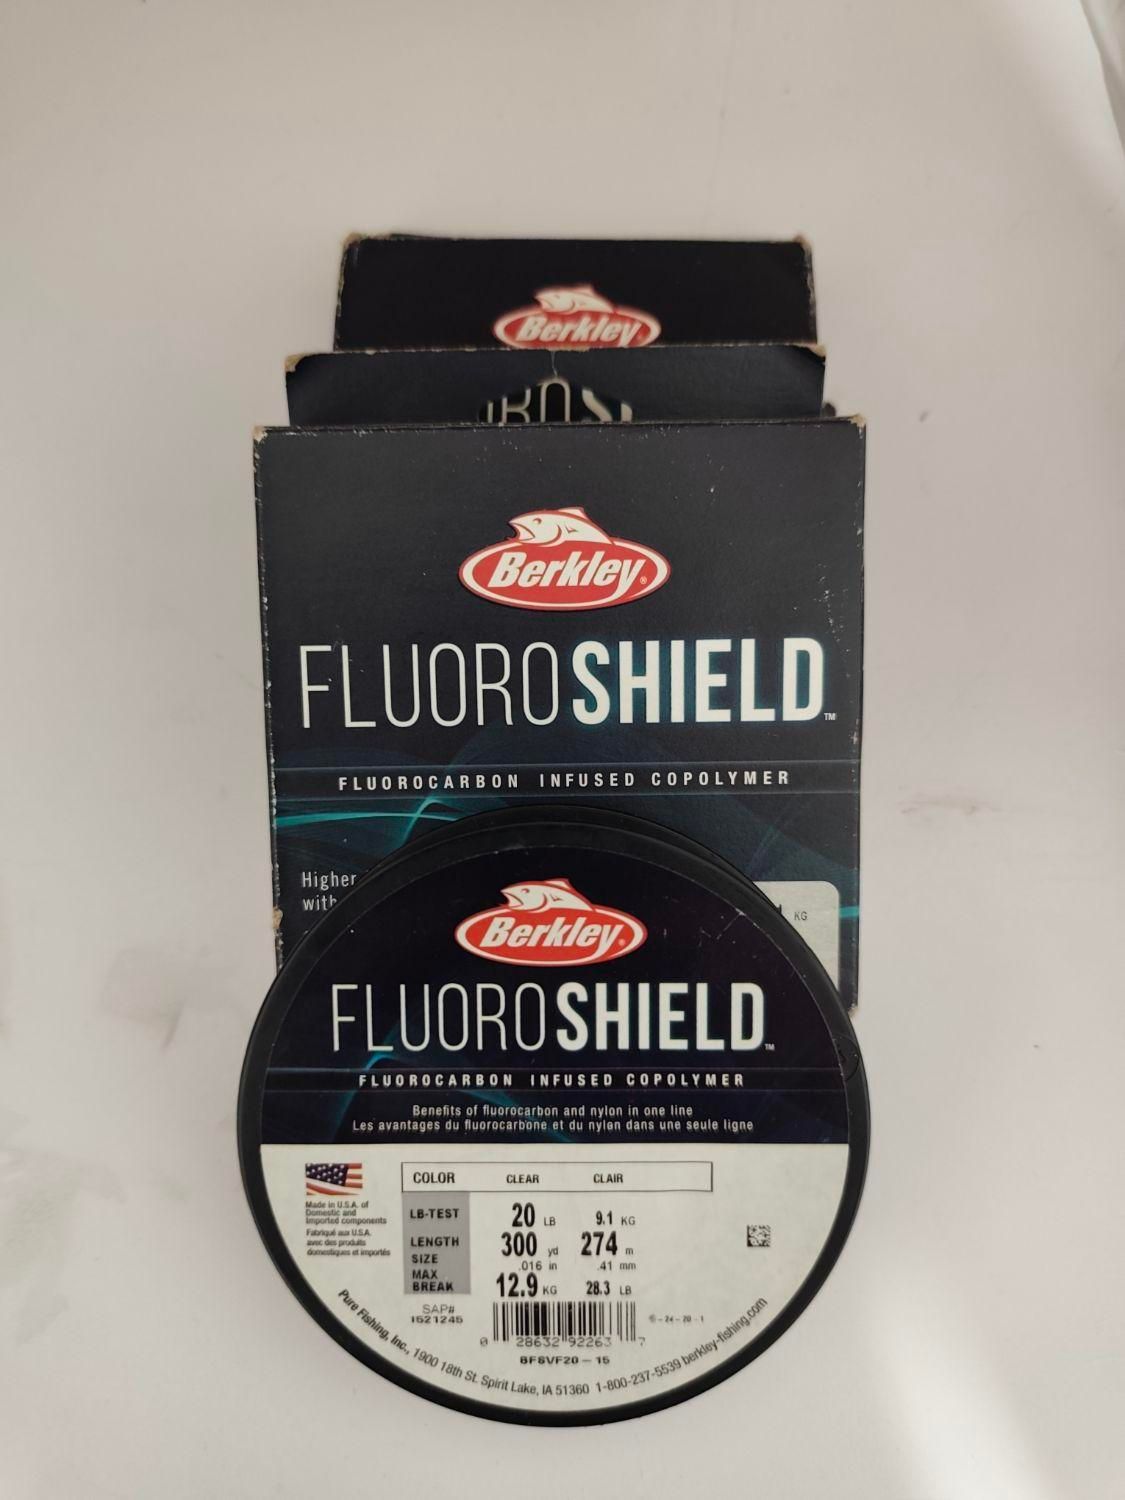 Berkley
Berkley®
FLUOROSHIELD™
FLUOROCARBON INFUSED COPOLYMER
Higher
with
KG
Berkley®
FLUOROSHIELD™
FLUOROCARBON INFUSED COPOLYMER
Benefits of fluorocarbon and nylon in one line
Les avantages du fluorocarbone et du nylon dans une seule ligne
COLOR CLEAR CLAIR
Made in U.S.A. of
Domestic and
Imported components
Fabriqué aux U.S.A.
avec des produits
domestiques et importés
LB-TEST 20 LB 9.1 KG
LENGTH 300 yd 274 m
SIZE .016 in .41 mm
MAX
BREAK 12.9 KG 28.3 LB
SAP#
1521245
0 28632 92263 7
BFSVF20-15
Pure Fishing, Inc., 1900 18th St. Spirit Lake, IA 51360 1-800-237-5539 berkley-fishing.com